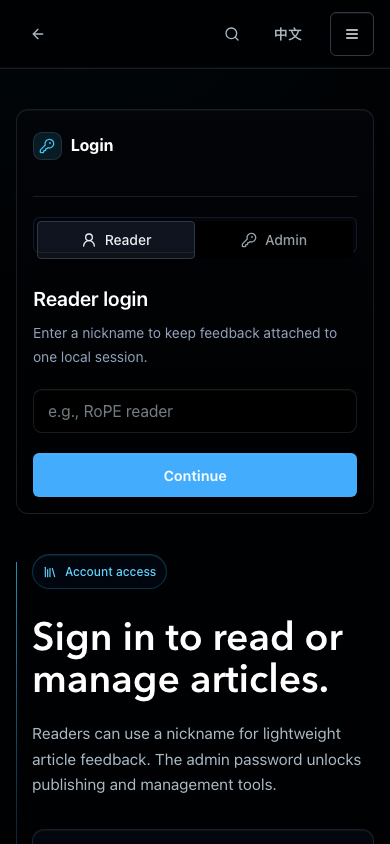 中文
Login
Reader
Admin
Reader login
Enter a nickname to keep feedback attached to
one local session.
e.g., RoPE reader
Continue
Account access
Sign in to read or
manage articles.
Readers can use a nickname for lightweight
article feedback. The admin password unlocks
publishing and management tools.